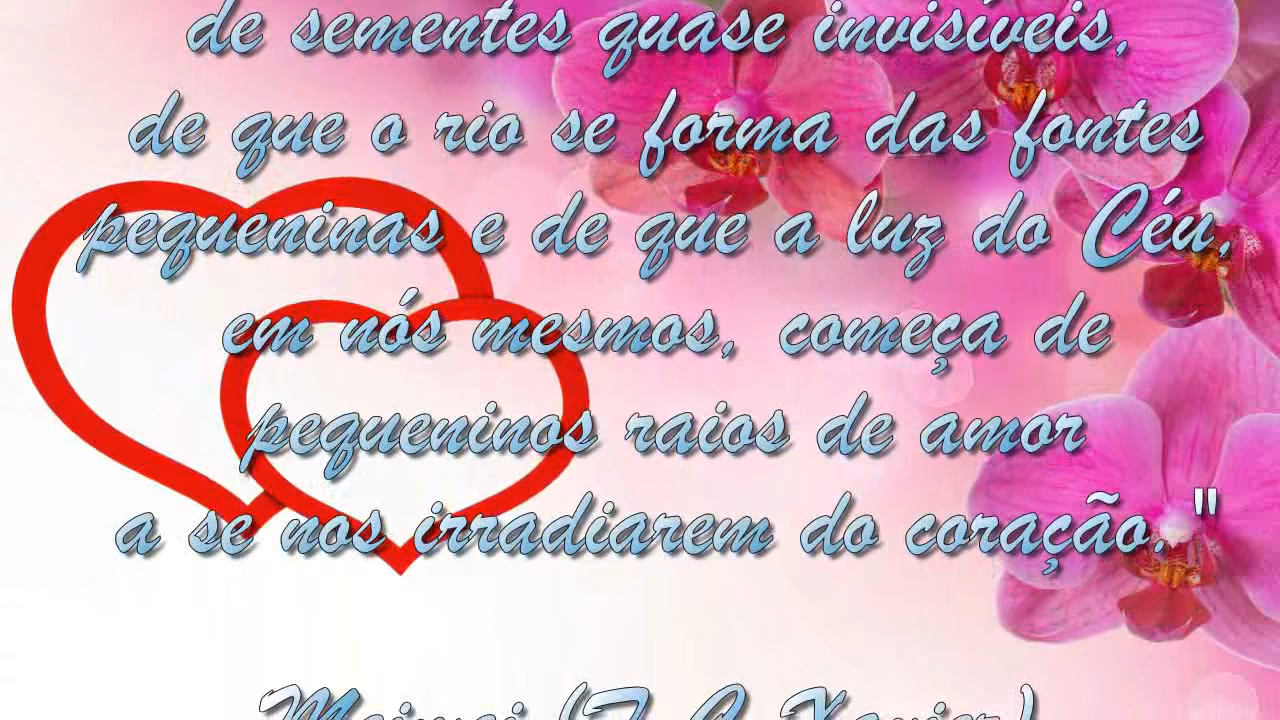 de sementes quase invisíveis,
de que o rio se forma das fontes
pequeninas e de que a luz do Céu,
em nós mesmos, começa de
pequeninos raios de amor
a se nos irradiarem do coração."
(F. C. Xavier)